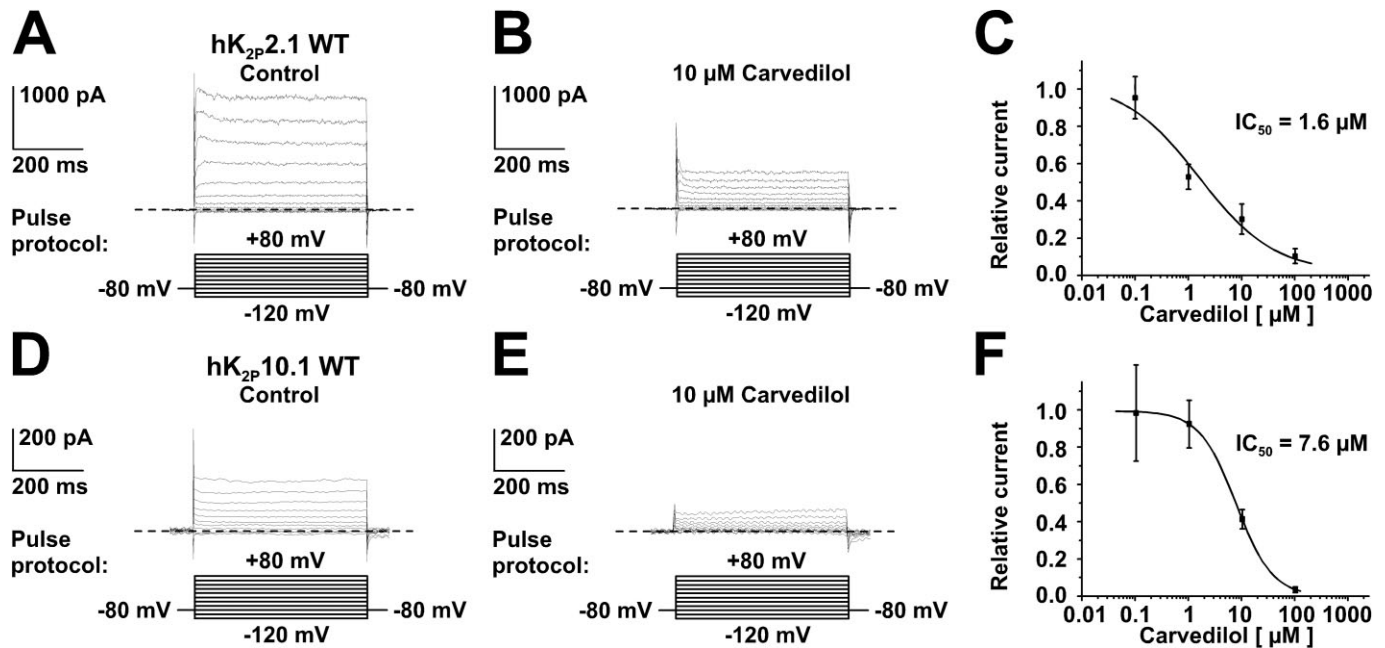 A
hK2P2.1 WT
Control
1000 pA
200 ms
Pulse
protocol:
+80 mV
-80 mV
-80 mV
-120 mV
B
10 µM Carvedilol
1000 pA
200 ms
Pulse
protocol:
+80 mV
-80 mV
-80 mV
-120 mV
C
Relative current
1.0
0.8
0.6
0.4
0.2
0.0
IC50 = 1.6 µM
0.01 0.1 1 10 100 1000
Carvedilol [ µM ]
D
hK2P10.1 WT
Control
200 pA
200 ms
Pulse
protocol:
+80 mV
-80 mV
-80 mV
-120 mV
E
10 µM Carvedilol
200 pA
200 ms
Pulse
protocol:
+80 mV
-80 mV
-80 mV
-120 mV
F
Relative current
1.0
0.8
0.6
0.4
0.2
0.0
IC50 = 7.6 µM
0.01 0.1 1 10 100 1000
Carvedilol [ µM ]